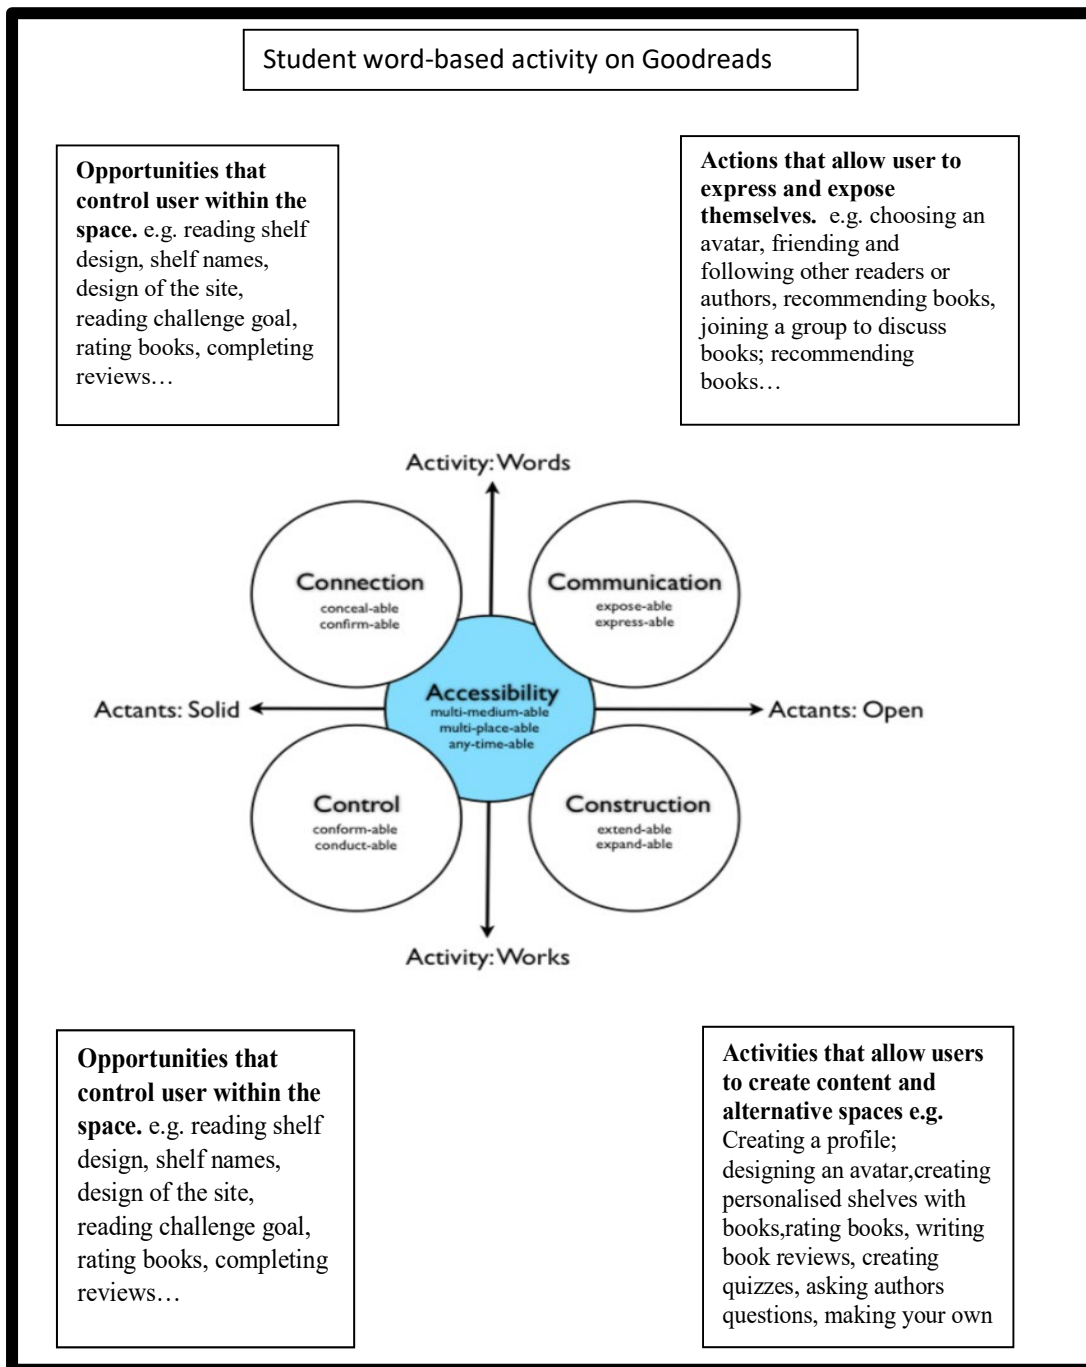 Student word-based activity on Goodreads
Opportunities that
control user within the
space. e.g. reading shelf
design, shelf names,
design of the site,
reading challenge goal,
rating books, completing
reviews…
Actions that allow user to
express and expose
themselves.  e.g. choosing an
avatar, friending and
following other readers or
authors, recommending books,
joining a group to discuss
books; recommending
books…
Activity: Words
Connection
conceal-able
confirm-able
Communication
expose-able
express-able
Actants: Solid
Accessibility
multi-medium-able
multi-place-able
any-time-able
Actants: Open
Control
conform-able
conduct-able
Construction
extend-able
expand-able
Activity: Works
Opportunities that
control user within the
space. e.g. reading shelf
design, shelf names,
design of the site,
reading challenge goal,
rating books, completing
reviews…
Activities that allow users
to create content and
alternative spaces e.g.
Creating a profile;
designing an avatar,creating
personalised shelves with
books,rating books, writing
book reviews, creating
quizzes, asking authors
questions, making your own